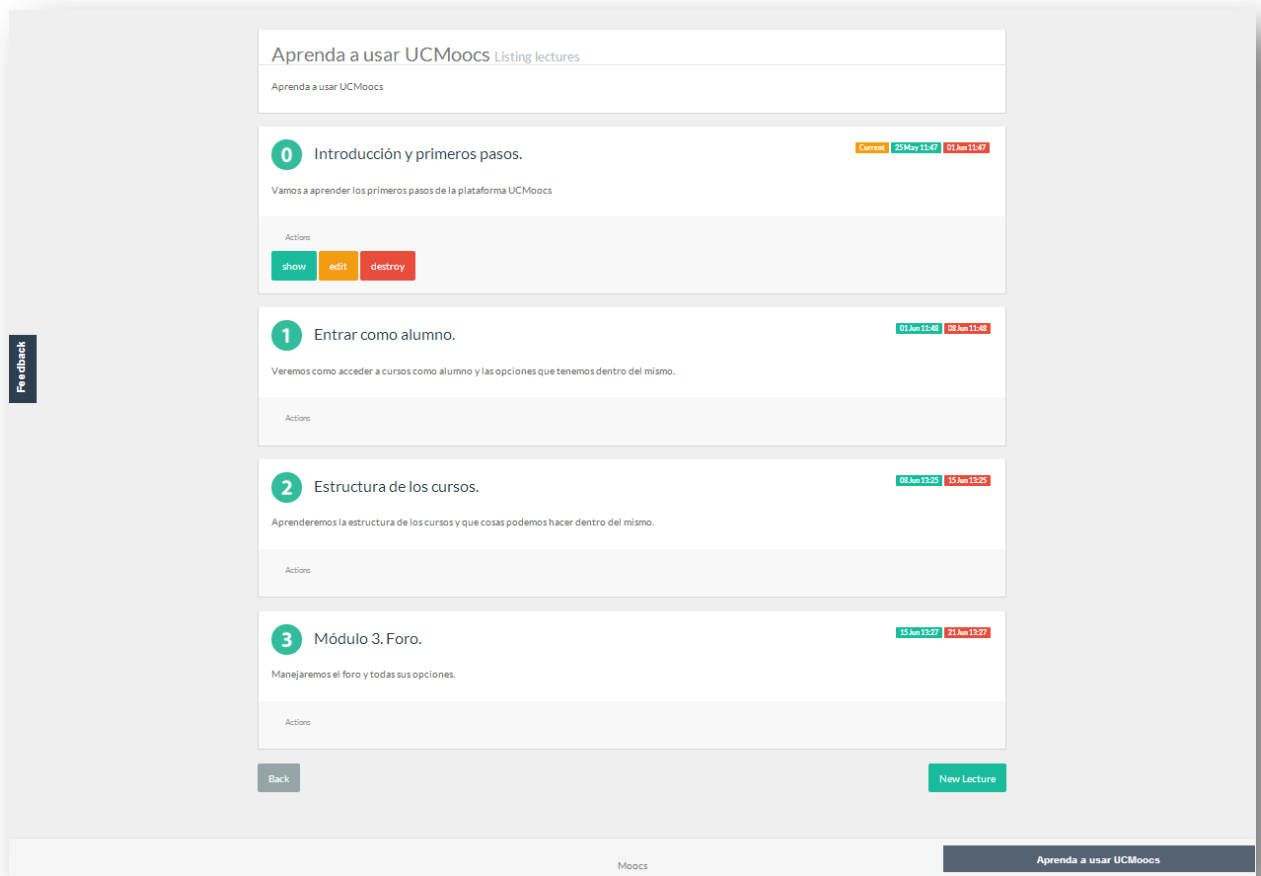 Aprenda a usar UCMoocs Listing lectures
Aprenda a usar UCMoocs
0 Introducción y primeros pasos. Current 25 May 11:47 01 Jun 11:47
Vamos a aprender los primeros pasos de la plataforma UCMoocs
Actions
show edit destroy
1 Entrar como alumno. 01 Jun 11:48 08 Jun 11:48
Feedback
Veremos como acceder a cursos como alumno y las opciones que tenemos dentro del mismo.
Actions
2 Estructura de los cursos. 08 Jun 13:25 15 Jun 13:25
Aprenderemos la estructura de los cursos y que cosas podemos hacer dentro del mismo.
Actions
3 Módulo 3. Foro. 15 Jun 13:27 21 Jun 13:27
Manejaremos el foro y todas sus opciones.
Actions
Back New Lecture
Moocs Aprenda a usar UCMoocs